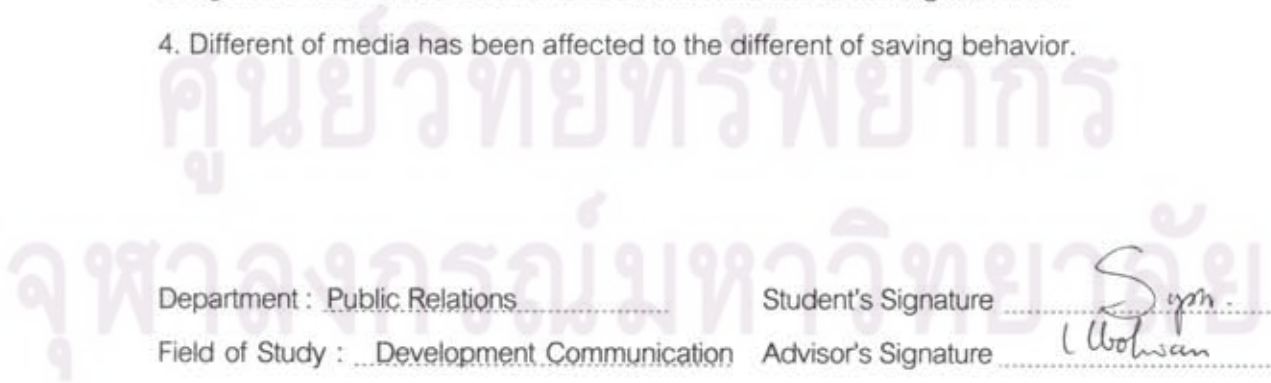 4. Different of media has been affected to the different of saving behavior.
ศูนย์วิทยทรัพยากร
จุฬาลงกรณ์มหาวิทยาลัย
Department : Public Relations
Student's Signature
Field of Study : Development Communication
Advisor's Signature